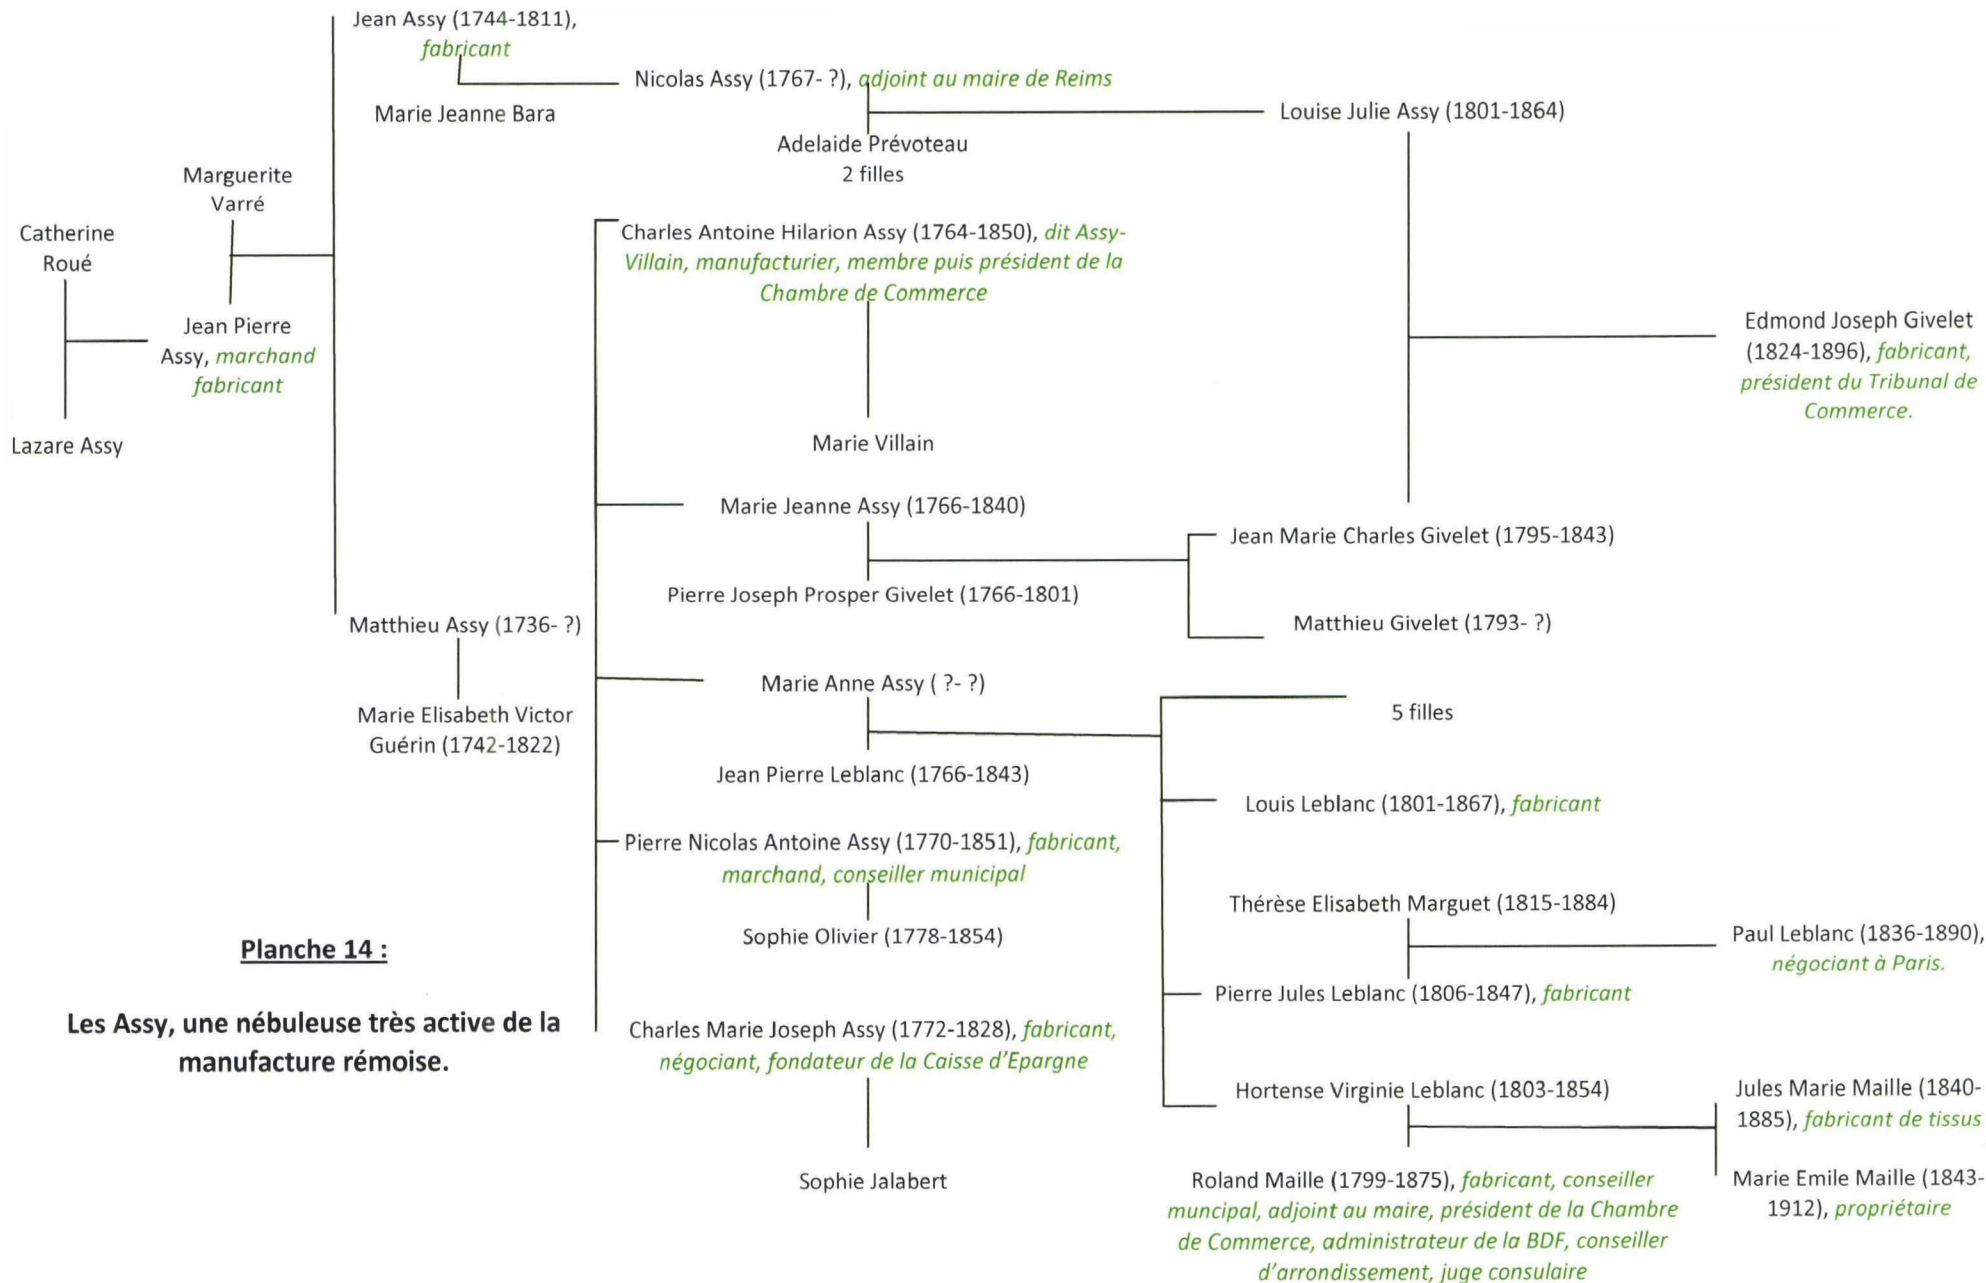 Jean Assy (1744-1811),
fabricant
Marie Jeanne Bara
Nicolas Assy (1767- ?), adjoint au maire de Reims
Adelaide Prévoteau
2 filles
Louise Julie Assy (1801-1864)
Marguerite
Varré
Catherine
Roué
Jean Pierre
Assy, marchand
fabricant
Lazare Assy
Charles Antoine Hilarion Assy (1764-1850), dit Assy-
Villain, manufacturier, membre puis président de la
Chambre de Commerce
Marie Villain
Edmond Joseph Givelet
(1824-1896), fabricant,
président du Tribunal de
Commerce.
Marie Jeanne Assy (1766-1840)
Pierre Joseph Prosper Givelet (1766-1801)
Jean Marie Charles Givelet (1795-1843)
Matthieu Givelet (1793- ?)
Matthieu Assy (1736- ?)
Marie Elisabeth Victor
Guérin (1742-1822)
Marie Anne Assy ( ?- ?)
Jean Pierre Leblanc (1766-1843)
5 filles
Louis Leblanc (1801-1867), fabricant
Pierre Nicolas Antoine Assy (1770-1851), fabricant,
marchand, conseiller municipal
Sophie Olivier (1778-1854)
Thérèse Elisabeth Marguet (1815-1884)
Pierre Jules Leblanc (1806-1847), fabricant
Paul Leblanc (1836-1890),
négociant à Paris.
Planche 14 :
Les Assy, une nébuleuse très active de la
manufacture rémoise.
Charles Marie Joseph Assy (1772-1828), fabricant,
négociant, fondateur de la Caisse d'Epargne
Sophie Jalabert
Hortense Virginie Leblanc (1803-1854)
Roland Maille (1799-1875), fabricant, conseiller
muncipal, adjoint au maire, président de la Chambre
de Commerce, administrateur de la BDF, conseiller
d'arrondissement, juge consulaire
Jules Marie Maille (1840-
1885), fabricant de tissus
Marie Emile Maille (1843-
1912), propriétaire